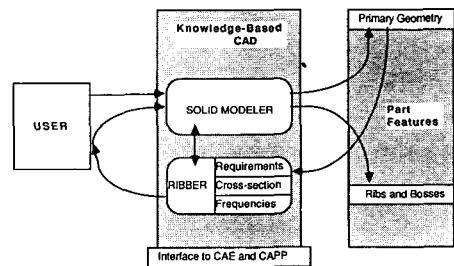 Primary Geometry
Knowledge-Based
CAD
SOLID MODELER
USER
Part
Features
RIBBER
Requirements
Cross-section
Frequencies
Ribs and Bosses
Interface to CAE and CAPP